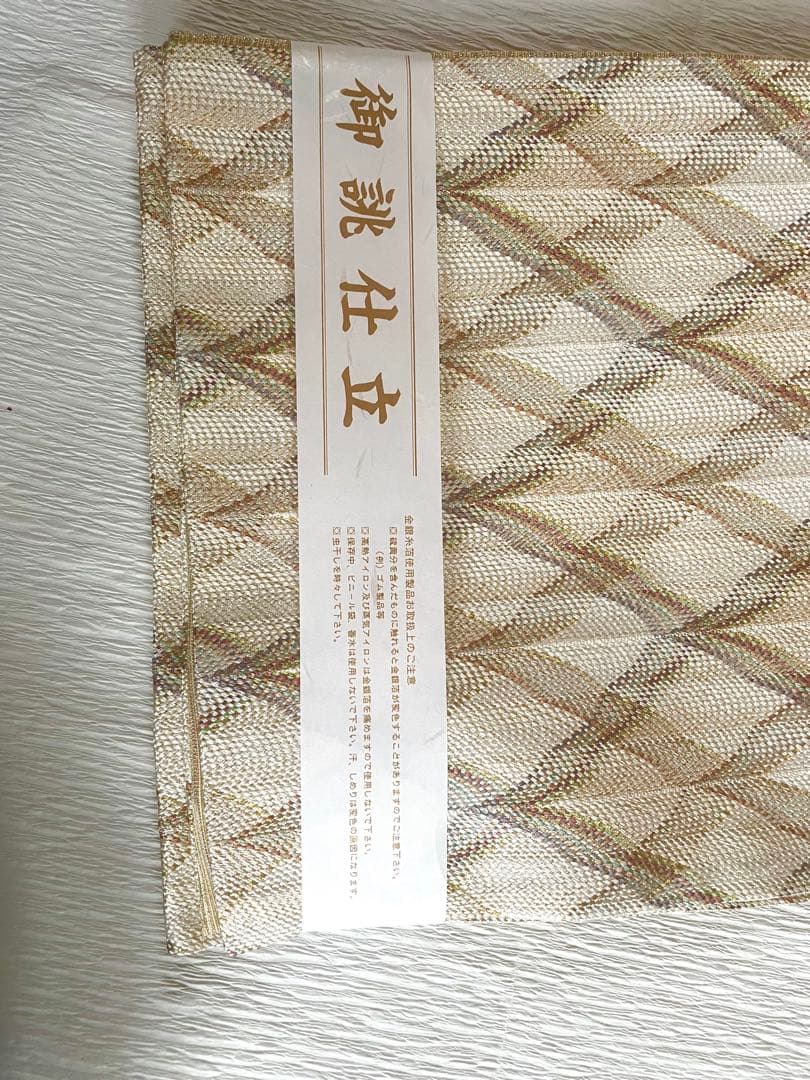 御誂仕立
金銀糸箔使用製品お取扱上のご注意
◎硫黄分を含んだものに触れると金銀箔が変色することがありますのでご注意下さい。
（例）ゴム製品等
◎高熱アイロン及び蒸気アイロンは金銀箔を痛めますので使用しないで下さい。
◎保存中、ビニール袋、香水は使用しないで下さい。汗、しめりは変色の原因になります。
◎虫干しを時々して下さい。